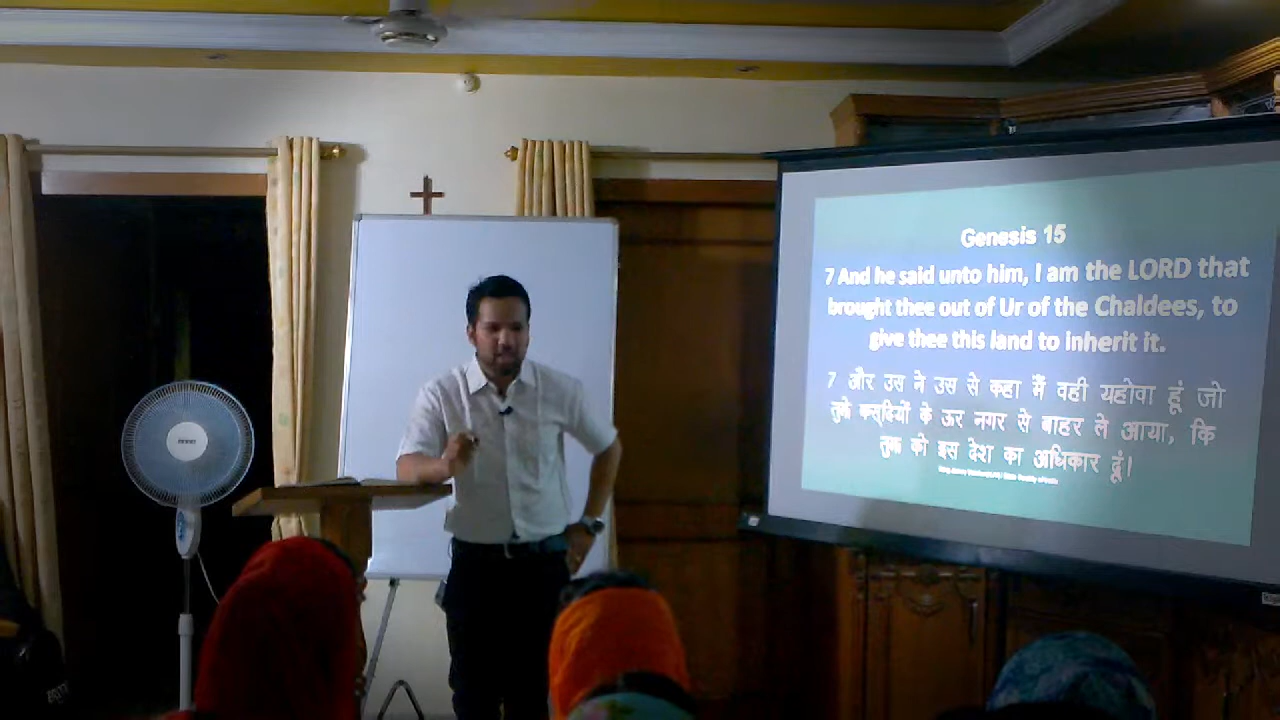 Genesis 15
7 And he said unto him, I am the LORD that
brought thee out of Ur of the Chaldees, to
give thee this land to inherit it.
7 और उस ने उस से कहा मैं वही यहोवा हूं जो
तुझे कस्दियों के ऊर नगर से बाहर ले आया, कि
तुझ को इस देश का अधिकार दूं।